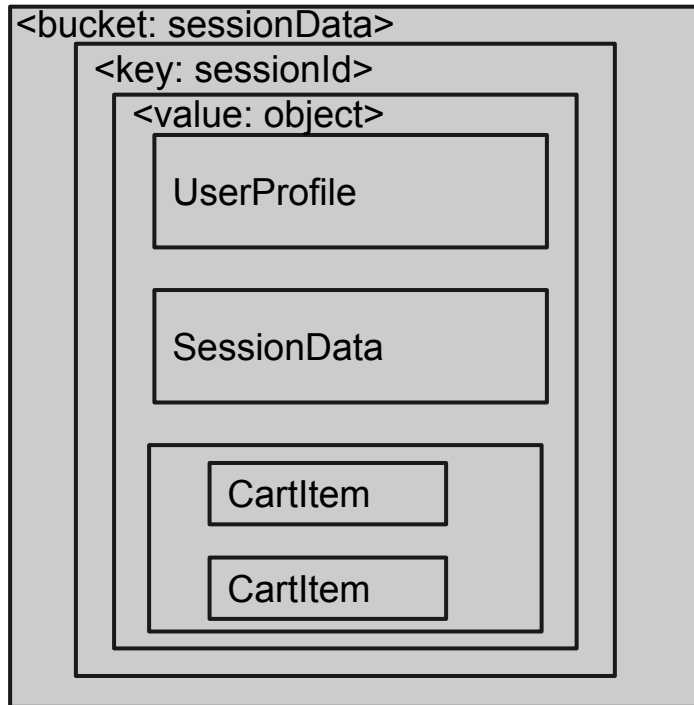 <bucket: sessionData>
<key: sessionId>
<value: object>
UserProfile
SessionData
CartItem
CartItem